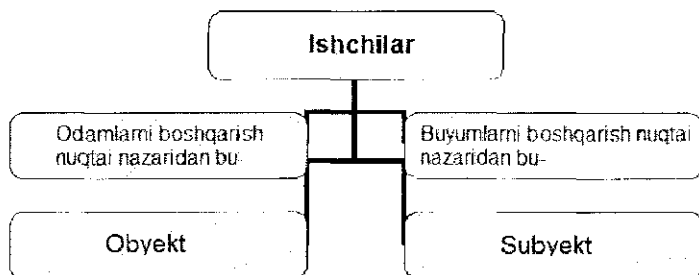 Ishchilar
Odamlarni boshqarish
nuqtai nazaridan bu-
Buyumlarni boshqarish nuqtai
nazaridan bu-
Obyekt
Subyekt